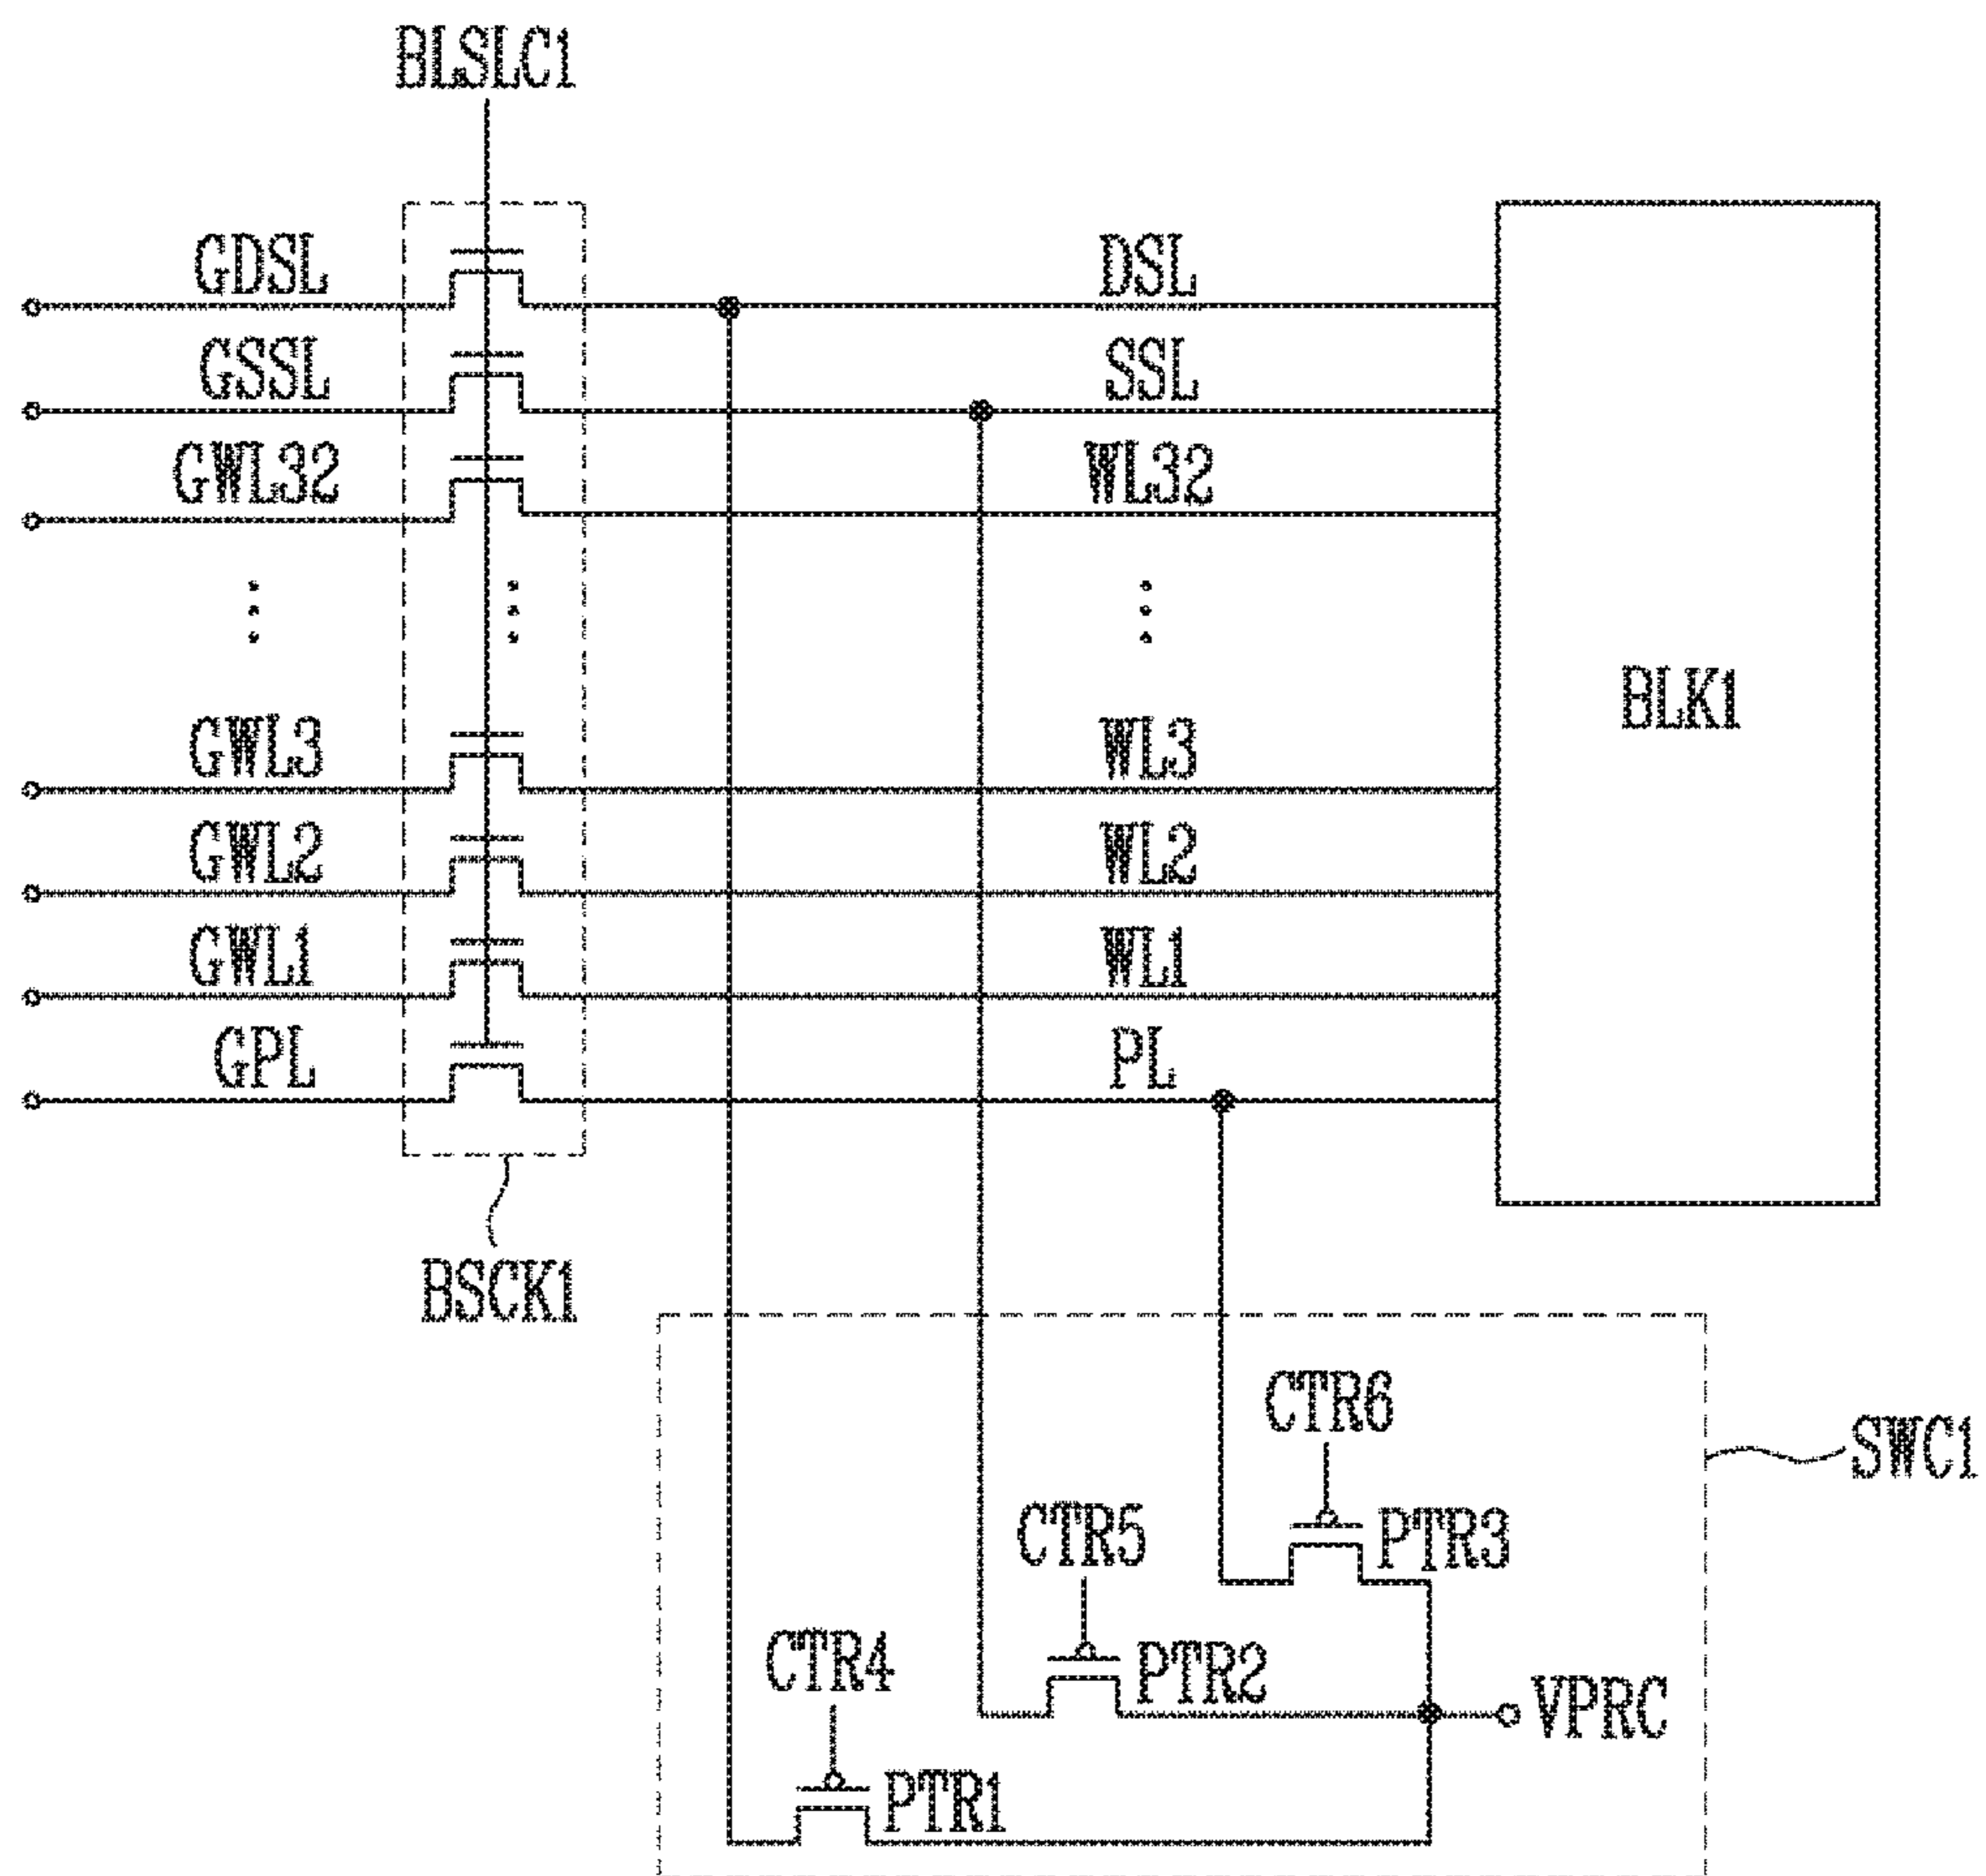 BLSLC1
GDSL DSL
GSSL SSL
GWL32 WL32
BLK1
GWL3 WL3
GWL2 WL2
GWL1 WL1
GPL PL
BSCK1
CTR6
SWC1
CTR5 PTR3
CTR4 PTR2
VPRC
PTR1